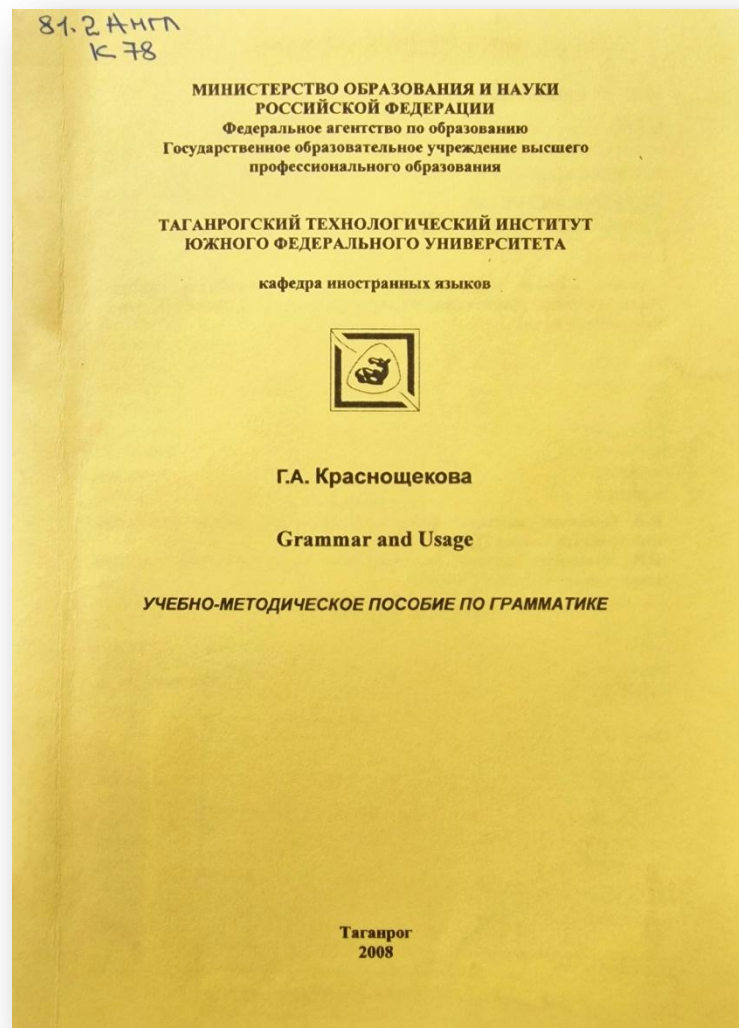 81.2 Англ
К 78
МИНИСТЕРСТВО ОБРАЗОВАНИЯ И НАУКИ
РОССИЙСКОЙ ФЕДЕРАЦИИ
Федеральное агентство по образованию
Государственное образовательное учреждение высшего
профессионального образования
ТАГАНРОГСКИЙ ТЕХНОЛОГИЧЕСКИЙ ИНСТИТУТ
ЮЖНОГО ФЕДЕРАЛЬНОГО УНИВЕРСИТЕТА
кафедра иностранных языков
Г.А. Краснощекова
Grammar and Usage
УЧЕБНО-МЕТОДИЧЕСКОЕ ПОСОБИЕ ПО ГРАММАТИКЕ
Таганрог
2008